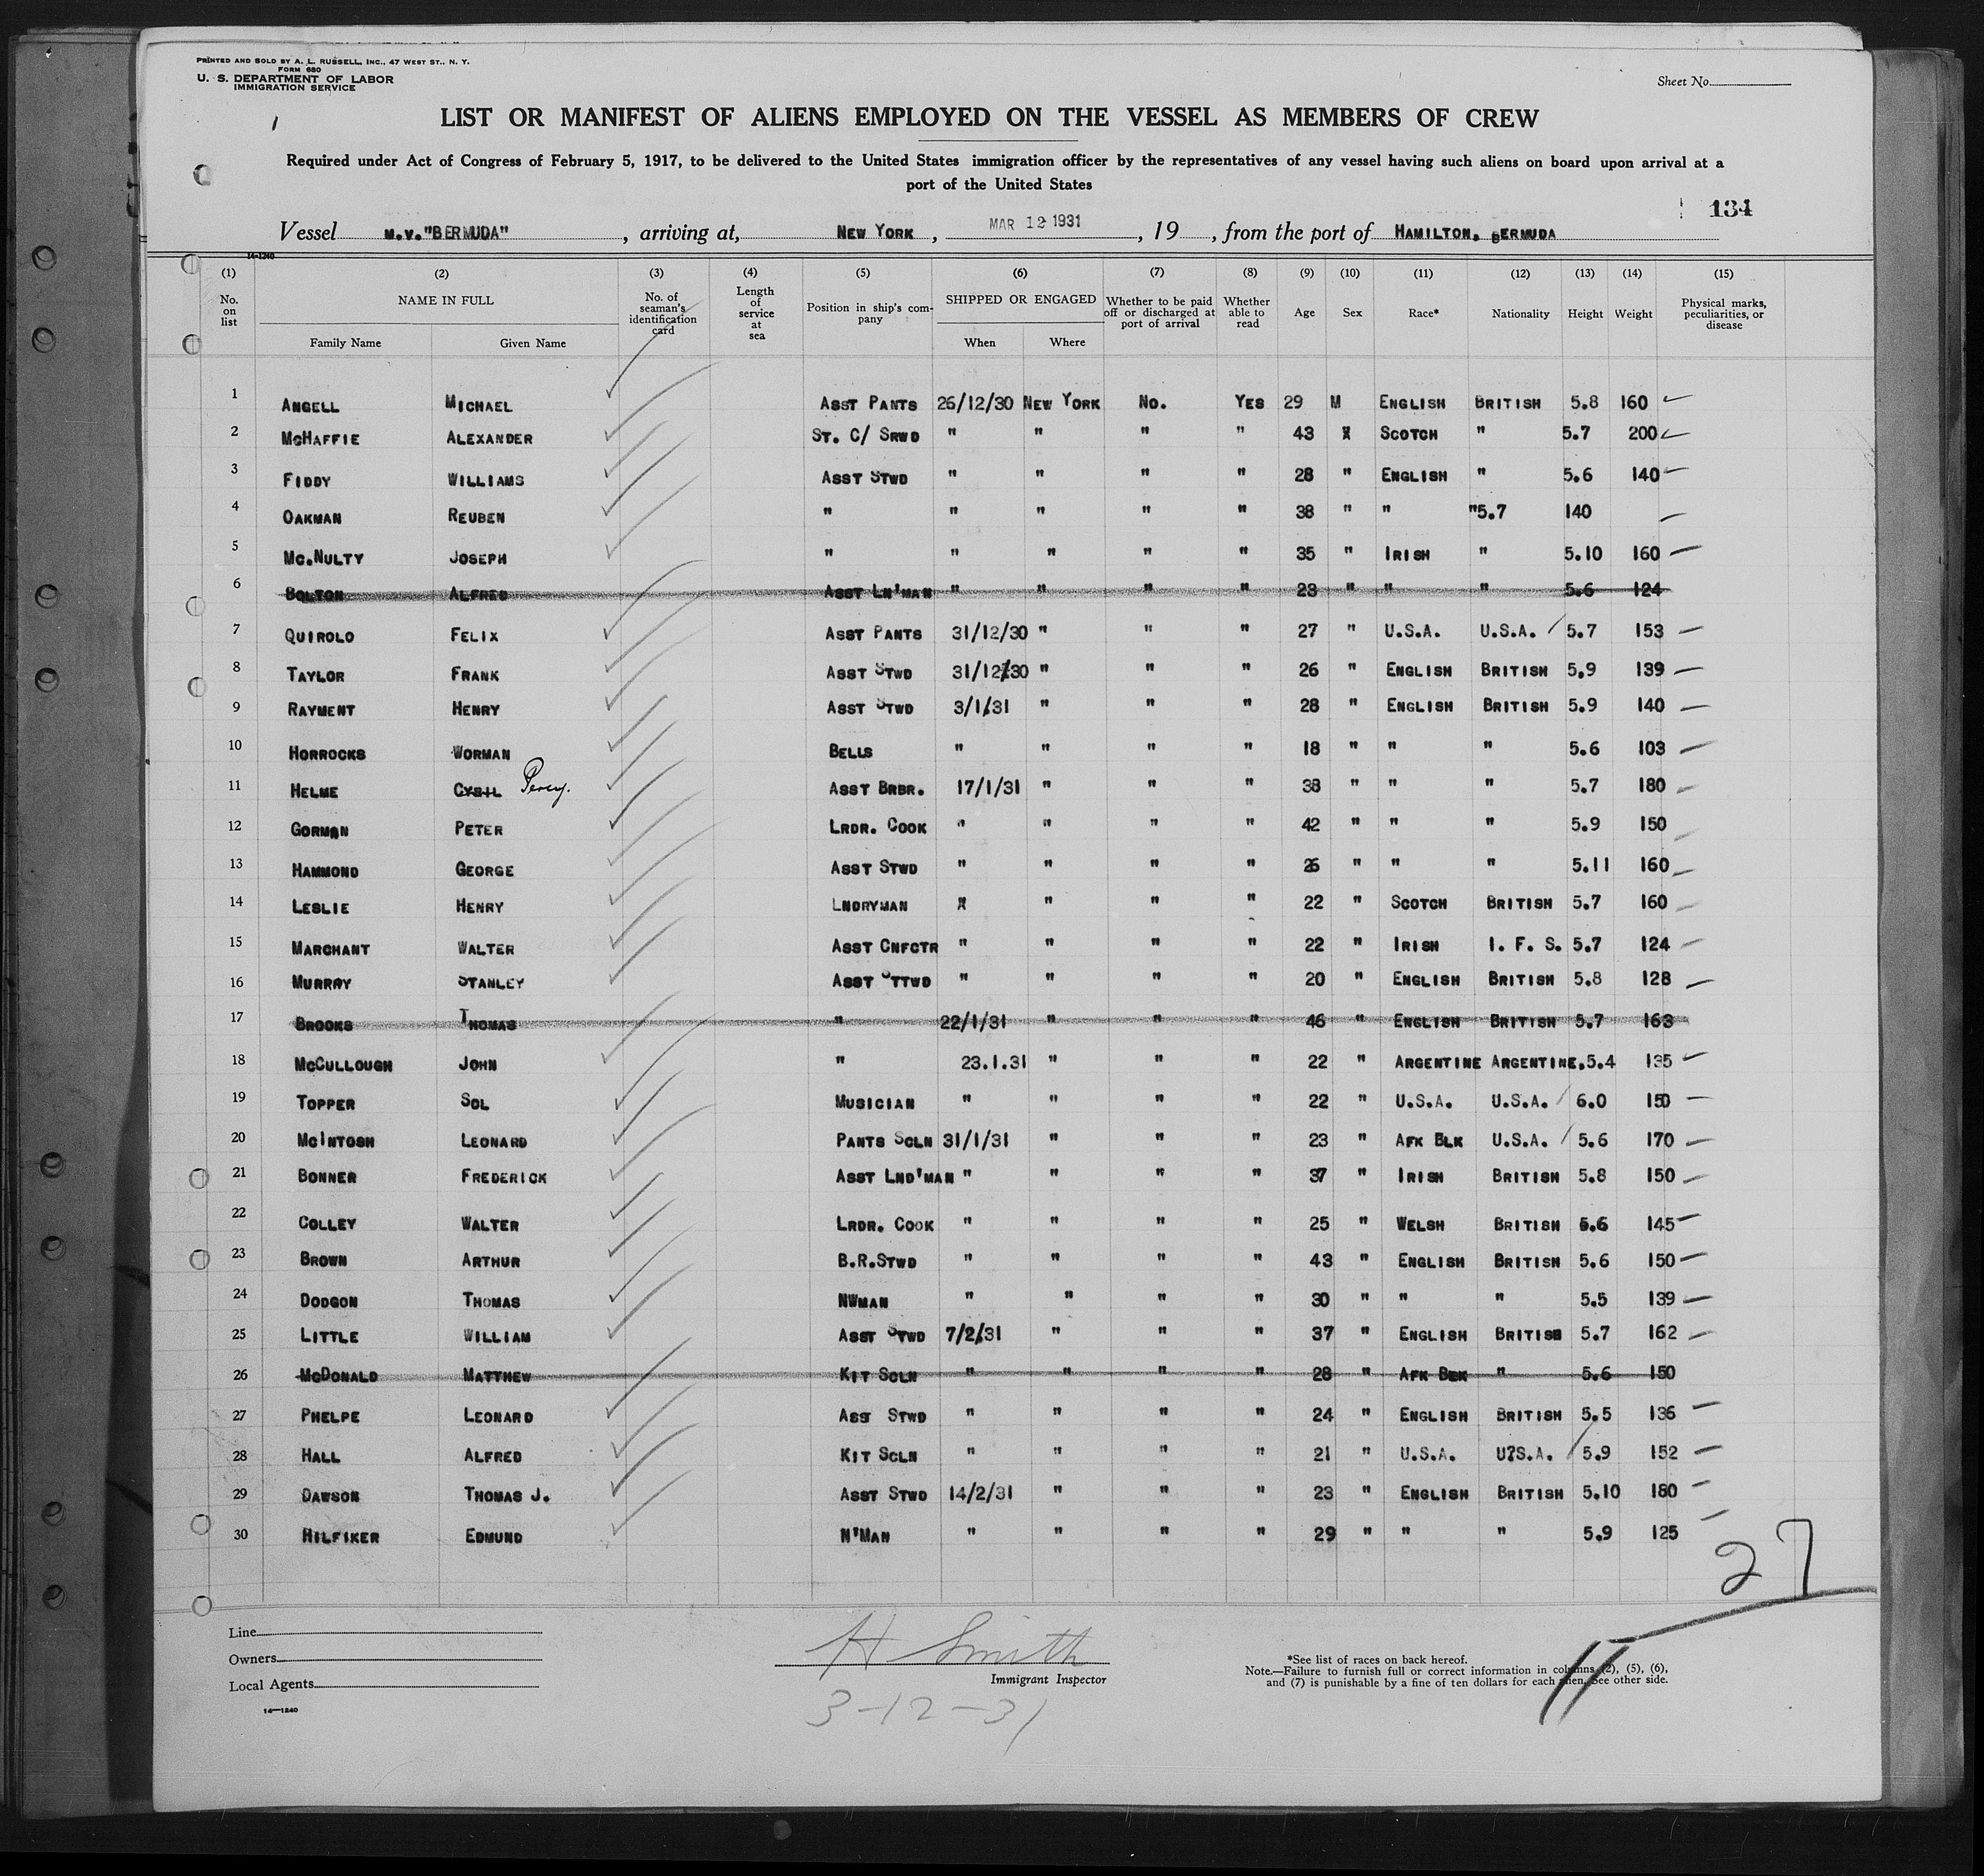 PRINTED AND SOLD BY A. L. RUSSELL, INC., 47 WEST ST., N. Y.
FORM 680
U. S. DEPARTMENT OF LABOR
IMMIGRATION SERVICE
Sheet No.
1
LIST OR MANIFEST OF ALIENS EMPLOYED ON THE VESSEL AS MEMBERS OF CREW
Required under Act of Congress of February 5, 1917, to be delivered to the United States immigration officer by the representatives of any vessel having such aliens on board upon arrival at a
port of the United States
134
Vessel M.V."BERMUDA", arriving at, NEW YORK, MAR 12 1931, 19, from the port of HAMILTON, BERMUDA
14-1240
(1) (2) (3) (4) (5) (6) (7) (8) (9) (10) (11) (12) (13) (14) (15)
No. on list NAME IN FULL Family Name Given Name No. of seaman's identification card Length of service at sea Position in ship's company SHIPPED OR ENGAGED When Where Whether to be paid off or discharged at port of arrival Whether able to read Age Sex Race* Nationality Height Weight Physical marks, peculiarities, or disease
1 ANGELL MICHAEL ASST PANTS 26/12/30 NEW YORK NO. YES 29 M ENGLISH BRITISH 5.8 160
2 MCHAFFIE ALEXANDER ST. C/ SRWD " " " " 43 SCOTCH " 5.7 200
3 FIDDY WILLIAMS ASST STWD " " " " 28 " ENGLISH " 5.6 140
4 OAKMAN REUBEN " " " " " 38 " " "5.7 140
5 MC.NULTY JOSEPH " " " " " 35 " IRISH " 5.10 160
6 BOLTON ALFRED ASST LN'MAN " " " " 23 " " " 5.6 124
7 QUIROLO FELIX ASST PANTS 31/12/30 " " " 27 " U.S.A. U.S.A. 5.7 153
8 TAYLOR FRANK ASST STWD 31/12/30 " " " 26 " ENGLISH BRITISH 5.9 139
9 RAYMENT HENRY ASST STWD 3/1/31 " " " 28 " ENGLISH BRITISH 5.9 140
10 HORROCKS WORMAN BELLS " " " " 18 " " " 5.6 103
11 HELME CYRIL Percy. ASST BRBR. 17/1/31 " " " 38 " " " 5.7 180
12 GORMAN PETER LRDR. COOK " " " " 42 " " " 5.9 150
13 HAMMOND GEORGE ASST STWD " " " " 26 " " " 5.11 160
14 LESLIE HENRY LNDRYMAN " " " 22 " SCOTCH BRITISH 5.7 160
15 MARCHANT WALTER ASST CNFCTR " " " " 22 " IRISH I. F. S. 5.7 124
16 MURRAY STANLEY ASST STTWD " " " " 20 " ENGLISH BRITISH 5.8 128
17 BROOKS THOMAS " 22/1/31 " " " 46 " ENGLISH BRITISH 5.7 163
18 MCCULLOUGH JOHN " 23.1.31 " " " 22 " ARGENTINE ARGENTINE, 5.4 135
19 TOPPER SOL MUSICIAN " " " " 22 " U.S.A. U.S.A. 6.0 150
20 MCINTOSH LEONARD PANTS SCLN 31/1/31 " " " 23 " AFK BLK U.S.A. 5.6 170
21 BONNER FREDERICK ASST LND'MAN " " " " 37 " IRISH BRITISH 5.8 150
22 COLLEY WALTER LRDR. COOK " " " " 25 " WELSH BRITISH 5.6 145
23 BROWN ARTHUR B.R.STWD " " " " 43 " ENGLISH BRITISH 5.6 150
24 DODGON THOMAS NWMAN " " " " 30 " " " 5.5 139
25 LITTLE WILLIAM ASST STWD 7/2/31 " " " 37 " ENGLISH BRITISH 5.7 162
26 MCDONALD MATTHEW KIT SCLN " " " " 28 " AFK BLK " 5.6 150
27 PHELPE LEONARD ASS STWD " " " " 24 " ENGLISH BRITISH 5.5 136
28 HALL ALFRED KIT SCLN " " " " 21 " U.S.A. U?S.A. 5.9 152
29 DAWSON THOMAS J. ASST STWD 14/2/31 " " " 23 " ENGLISH BRITISH 5.10 180
30 HILFIKER EDMUND N'MAN " " " " 29 " " " 5.9 125
27
11
Line
Owners
Local Agents
14—1240
H Smith
Immigrant Inspector
3-12-31
*See list of races on back hereof.
Note.—Failure to furnish full or correct information in columns (2), (5), (6),
and (7) is punishable by a fine of ten dollars for each alien. See other side.